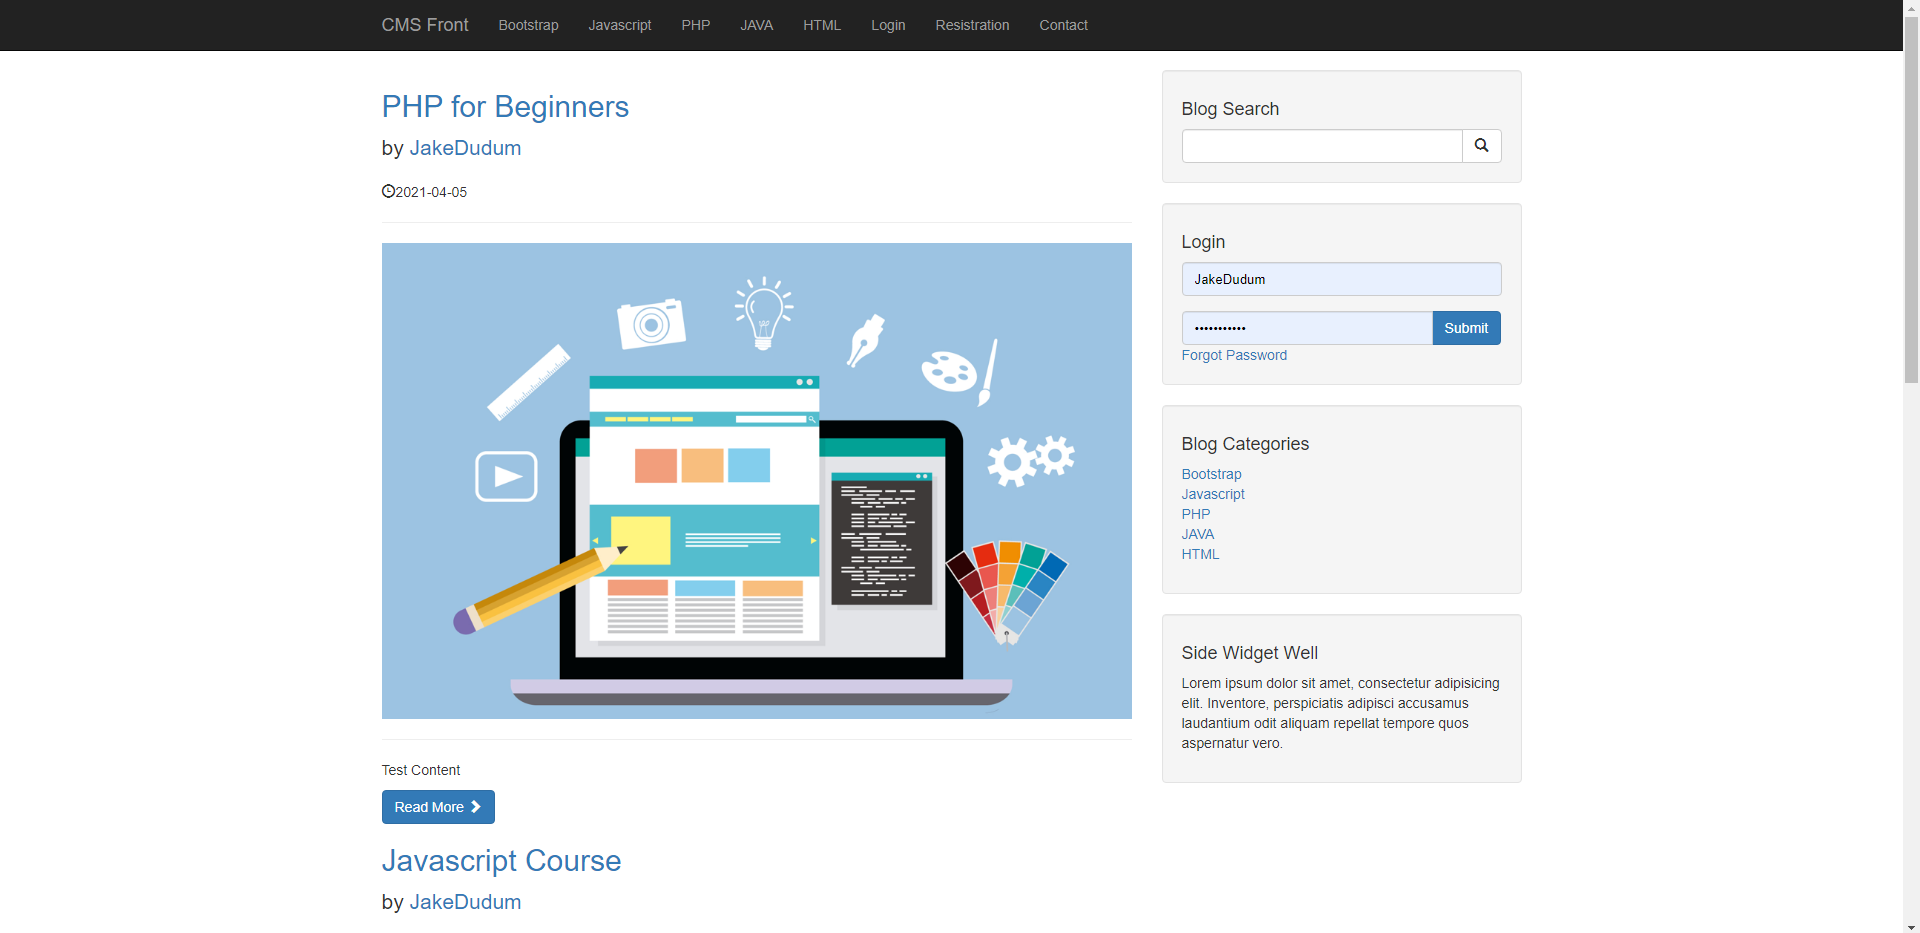 CMS Front Bootstrap Javascript PHP JAVA HTML Login Resistration Contact
PHP for Beginners
by JakeDudum
2021-04-05
Test Content
Read More
Javascript Course
by JakeDudum
Blog Search
Login
JakeDudum
•••••••••••
Submit
Forgot Password
Blog Categories
Bootstrap
Javascript
PHP
JAVA
HTML
Side Widget Well
Lorem ipsum dolor sit amet, consectetur adipisicing
elit. Inventore, perspiciatis adipisci accusamus
laudantium odit aliquam repellat tempore quos
aspernatur vero.